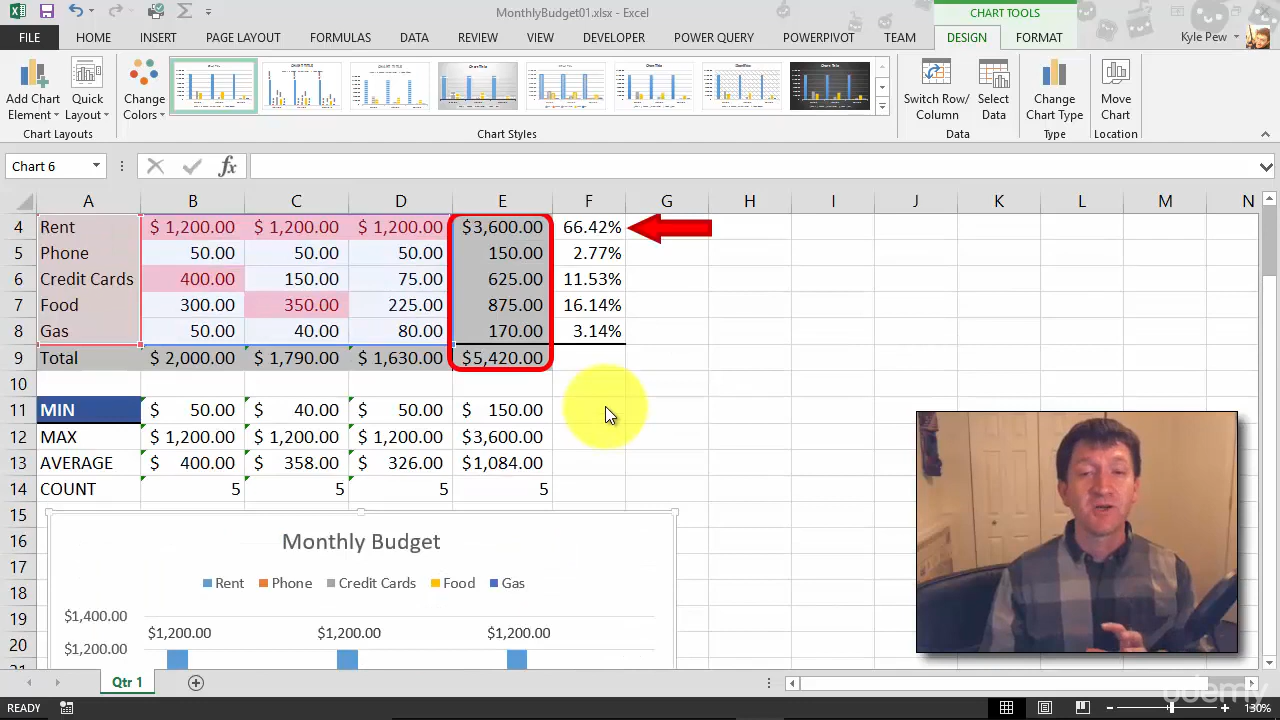 MonthlyBudget01.xlsx - Excel
CHART TOOLS
FILE HOME INSERT PAGE LAYOUT FORMULAS DATA REVIEW VIEW DEVELOPER POWER QUERY POWERPIVOT TEAM DESIGN FORMAT Kyle Pew
Add Chart Element Quick Layout Change Colors Switch Row/ Column Select Data Change Chart Type Move Chart
Chart Layouts Chart Styles Data Type Location
Chart 6 fx
A B C D E F G H I J K L M N
4 Rent $ 1,200.00 $ 1,200.00 $ 1,200.00 $3,600.00 66.42%
5 Phone 50.00 50.00 50.00 150.00 2.77%
6 Credit Cards 400.00 150.00 75.00 625.00 11.53%
7 Food 300.00 350.00 225.00 875.00 16.14%
8 Gas 50.00 40.00 80.00 170.00 3.14%
9 Total $ 2,000.00 $ 1,790.00 $ 1,630.00 $5,420.00
10
11 MIN $ 50.00 $ 40.00 $ 50.00 $ 150.00
12 MAX $ 1,200.00 $ 1,200.00 $ 1,200.00 $3,600.00
13 AVERAGE $ 400.00 $ 358.00 $ 326.00 $1,084.00
14 COUNT 5 5 5 5
15
16 Monthly Budget
17
18 Rent Phone Credit Cards Food Gas
19 $1,400.00
20 $1,200.00 $1,200.00 $1,200.00
$1,200.00
Qtr 1
READY 130%
udemy